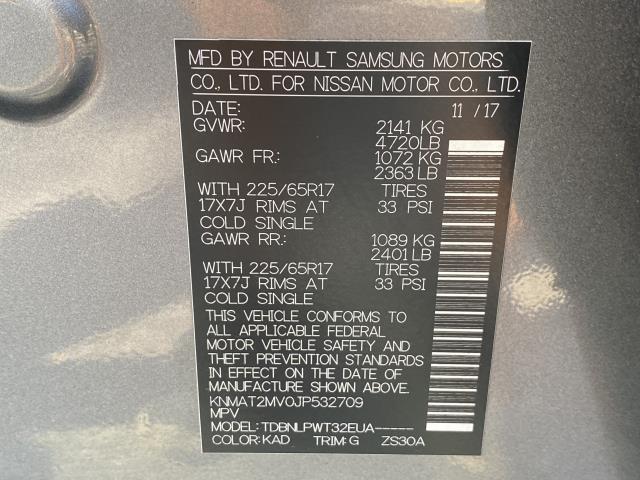 MFD BY RENAULT SAMSUNG MOTORS
CO., LTD. FOR NISSAN MOTOR CO., LTD.
DATE: 11 / 17
GVWR: 2141 KG
4720LB
GAWR FR.: 1072 KG
2363 LB
WITH 225/65R17 TIRES
17X7J RIMS AT 33 PSI
COLD SINGLE
GAWR RR.: 1089 KG
2401 LB
WITH 225/65R17 TIRES
17X7J RIMS AT 33 PSI
COLD SINGLE
THIS VEHICLE CONFORMS TO
ALL APPLICABLE FEDERAL
MOTOR VEHICLE SAFETY AND
THEFT PREVENTION STANDARDS
IN EFFECT ON THE DATE OF
MANUFACTURE SHOWN ABOVE.
KNMAT2MV0JP532709
MPV
MODEL: TDBNLPWT32EUA-----
COLOR:KAD TRIM:G ZS30A